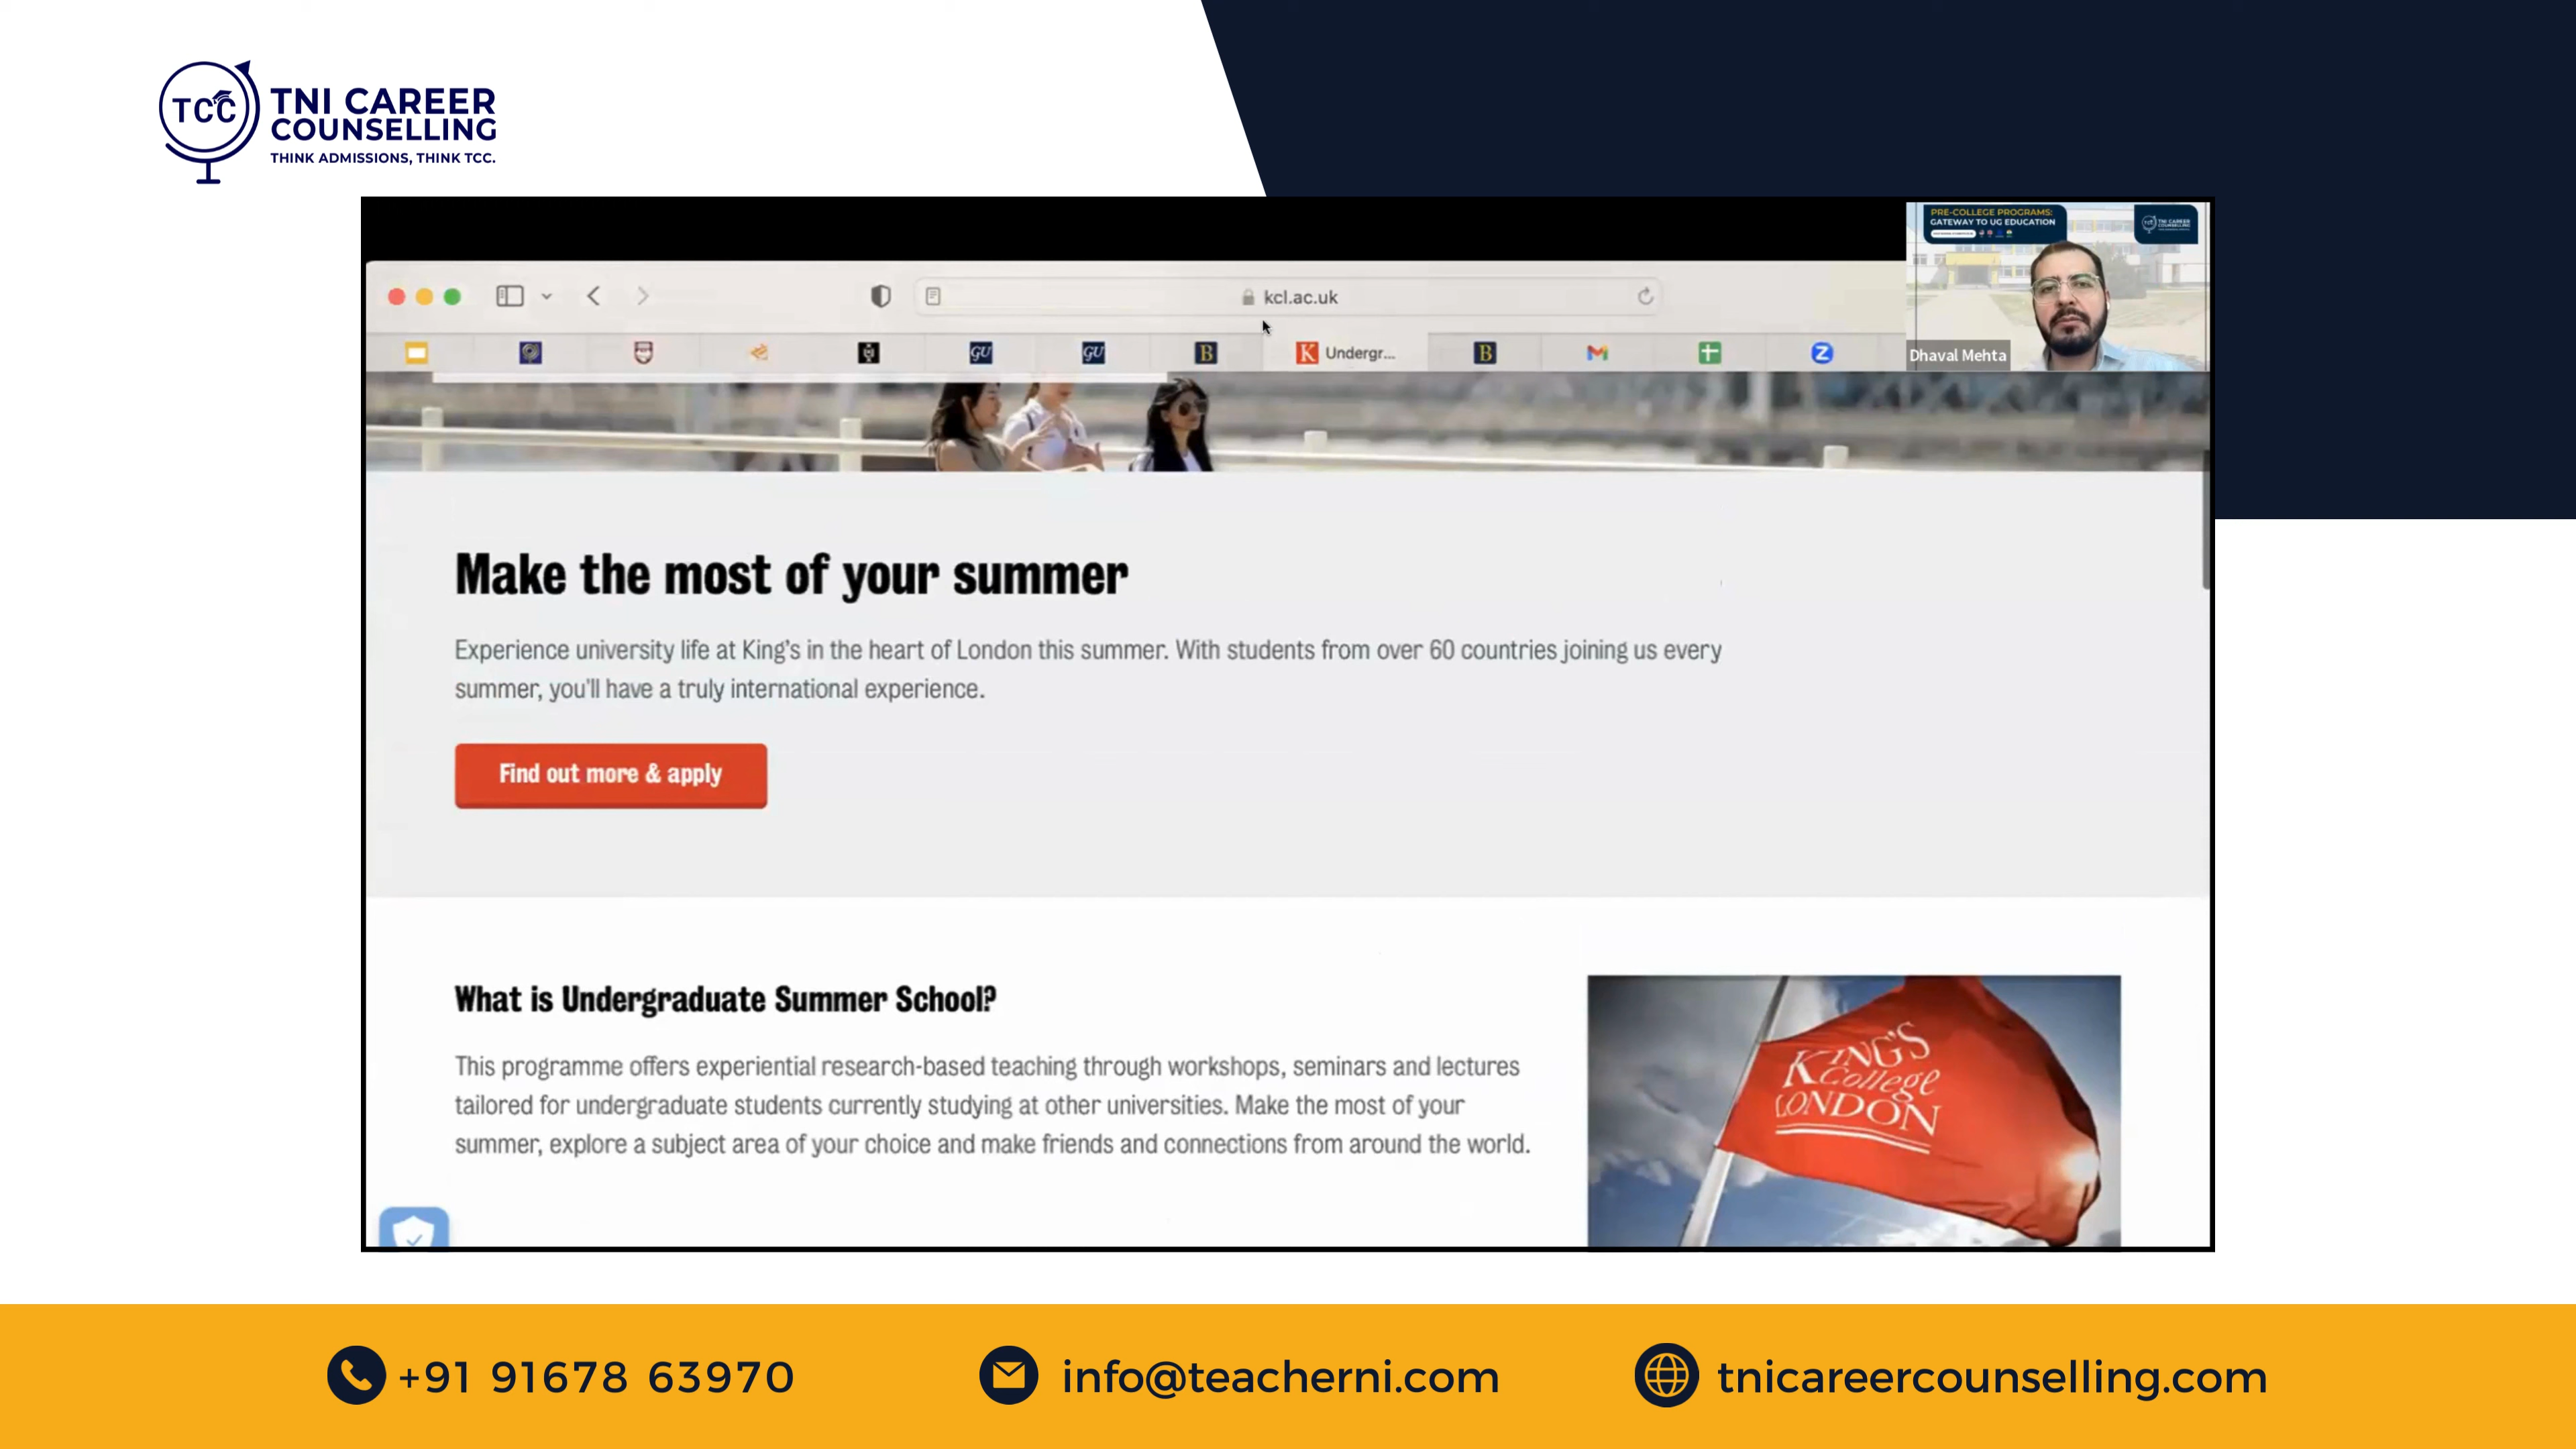 TCC
TNI CAREER
COUNSELLING
THINK ADMISSIONS, THINK TCC.
PRE-COLLEGE PROGRAMS:
GATEWAY TO UG EDUCATION
TNI CAREER
COUNSELLING
Dhaval Mehta
kcl.ac.uk
GU
GU
B
K
Undergr...
B
Z
Make the most of your summer
Experience university life at King's in the heart of London this summer. With students from over 60 countries joining us every
summer, you'll have a truly international experience.
Find out more & apply
What is Undergraduate Summer School?
This programme offers experiential research-based teaching through workshops, seminars and lectures
tailored for undergraduate students currently studying at other universities. Make the most of your
summer, explore a subject area of your choice and make friends and connections from around the world.
KING'S
College
LONDON
+91 91678 63970
info@teacherni.com
tnicareercounselling.com